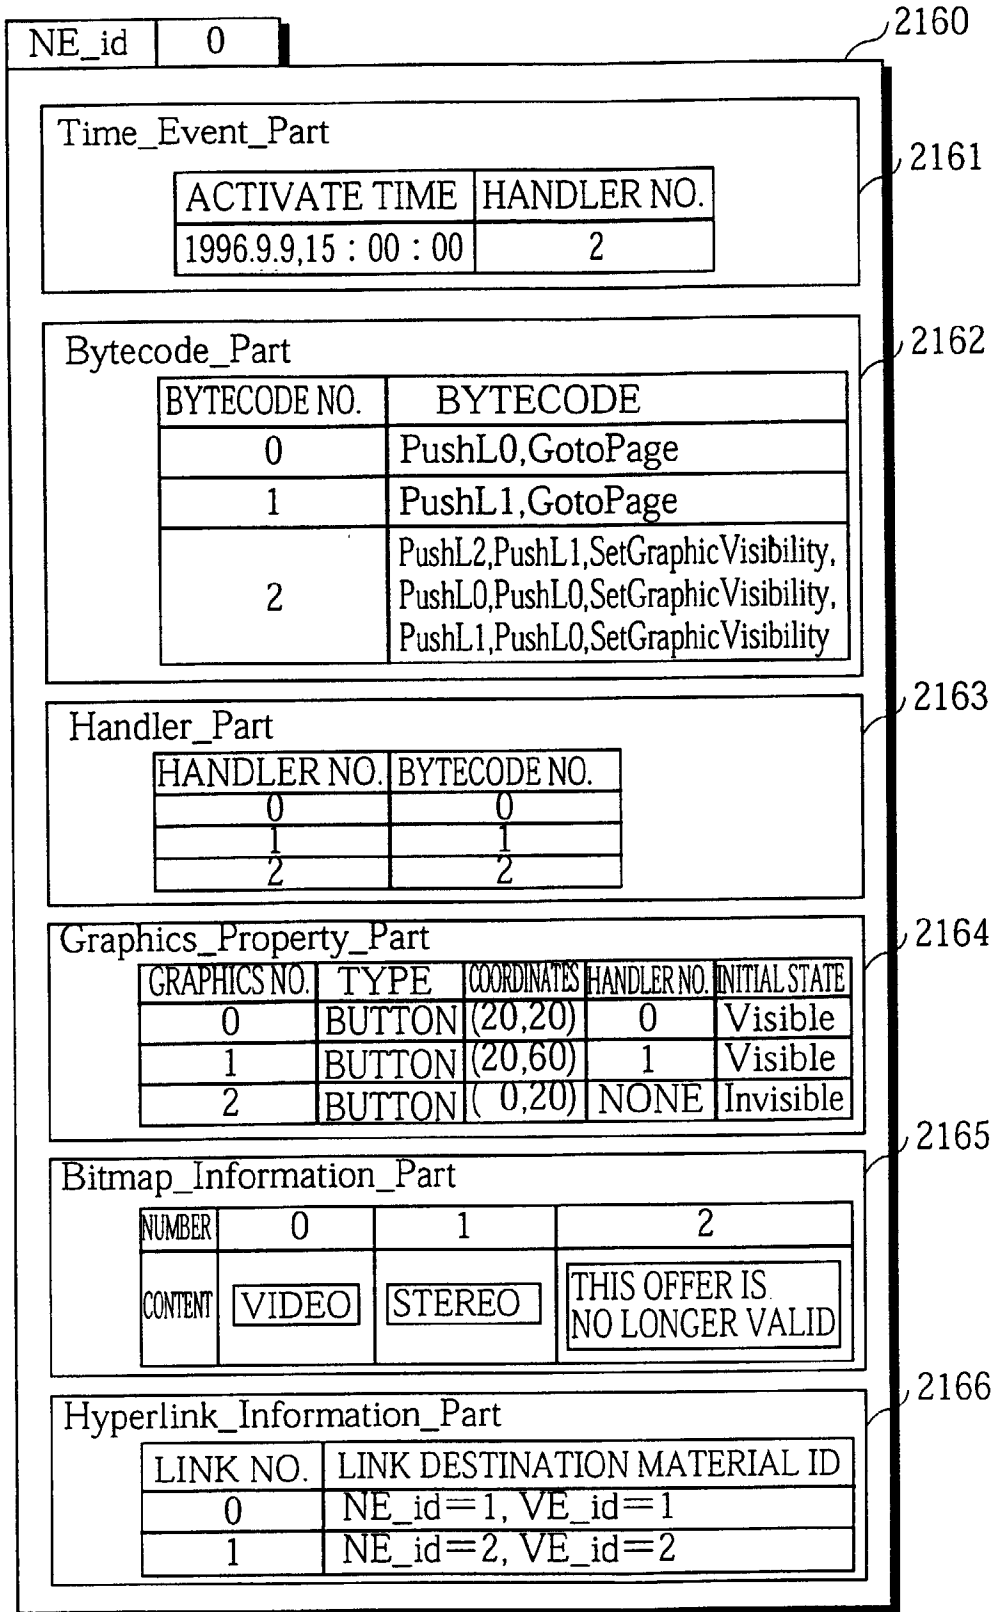 NE_id 0
2160
Time_Event_Part
2161
ACTIVATE TIME HANDLER NO.
1996.9.9,15 : 00 : 00 2
2162
Bytecode_Part
BYTECODE NO. BYTECODE
0 PushL0,GotoPage
1 PushL1,GotoPage
2 PushL2,PushL1,SetGraphicVisibility,
PushL0,PushL0,SetGraphicVisibility,
PushL1,PushL0,SetGraphicVisibility
2163
Handler_Part
HANDLER NO. BYTECODE NO.
0 0
1 1
2 2
2164
Graphics_Property_Part
GRAPHICS NO. TYPE COORDINATES HANDLER NO. INITIAL STATE
0 BUTTON (20,20) 0 Visible
1 BUTTON (20,60) 1 Visible
2 BUTTON ( 0,20) NONE Invisible
2165
Bitmap_Information_Part
NUMBER 0 1 2
CONTENT VIDEO STEREO THIS OFFER IS
NO LONGER VALID
2166
Hyperlink_Information_Part
LINK NO. LINK DESTINATION MATERIAL ID
0 NE_id=1, VE_id=1
1 NE_id=2, VE_id=2